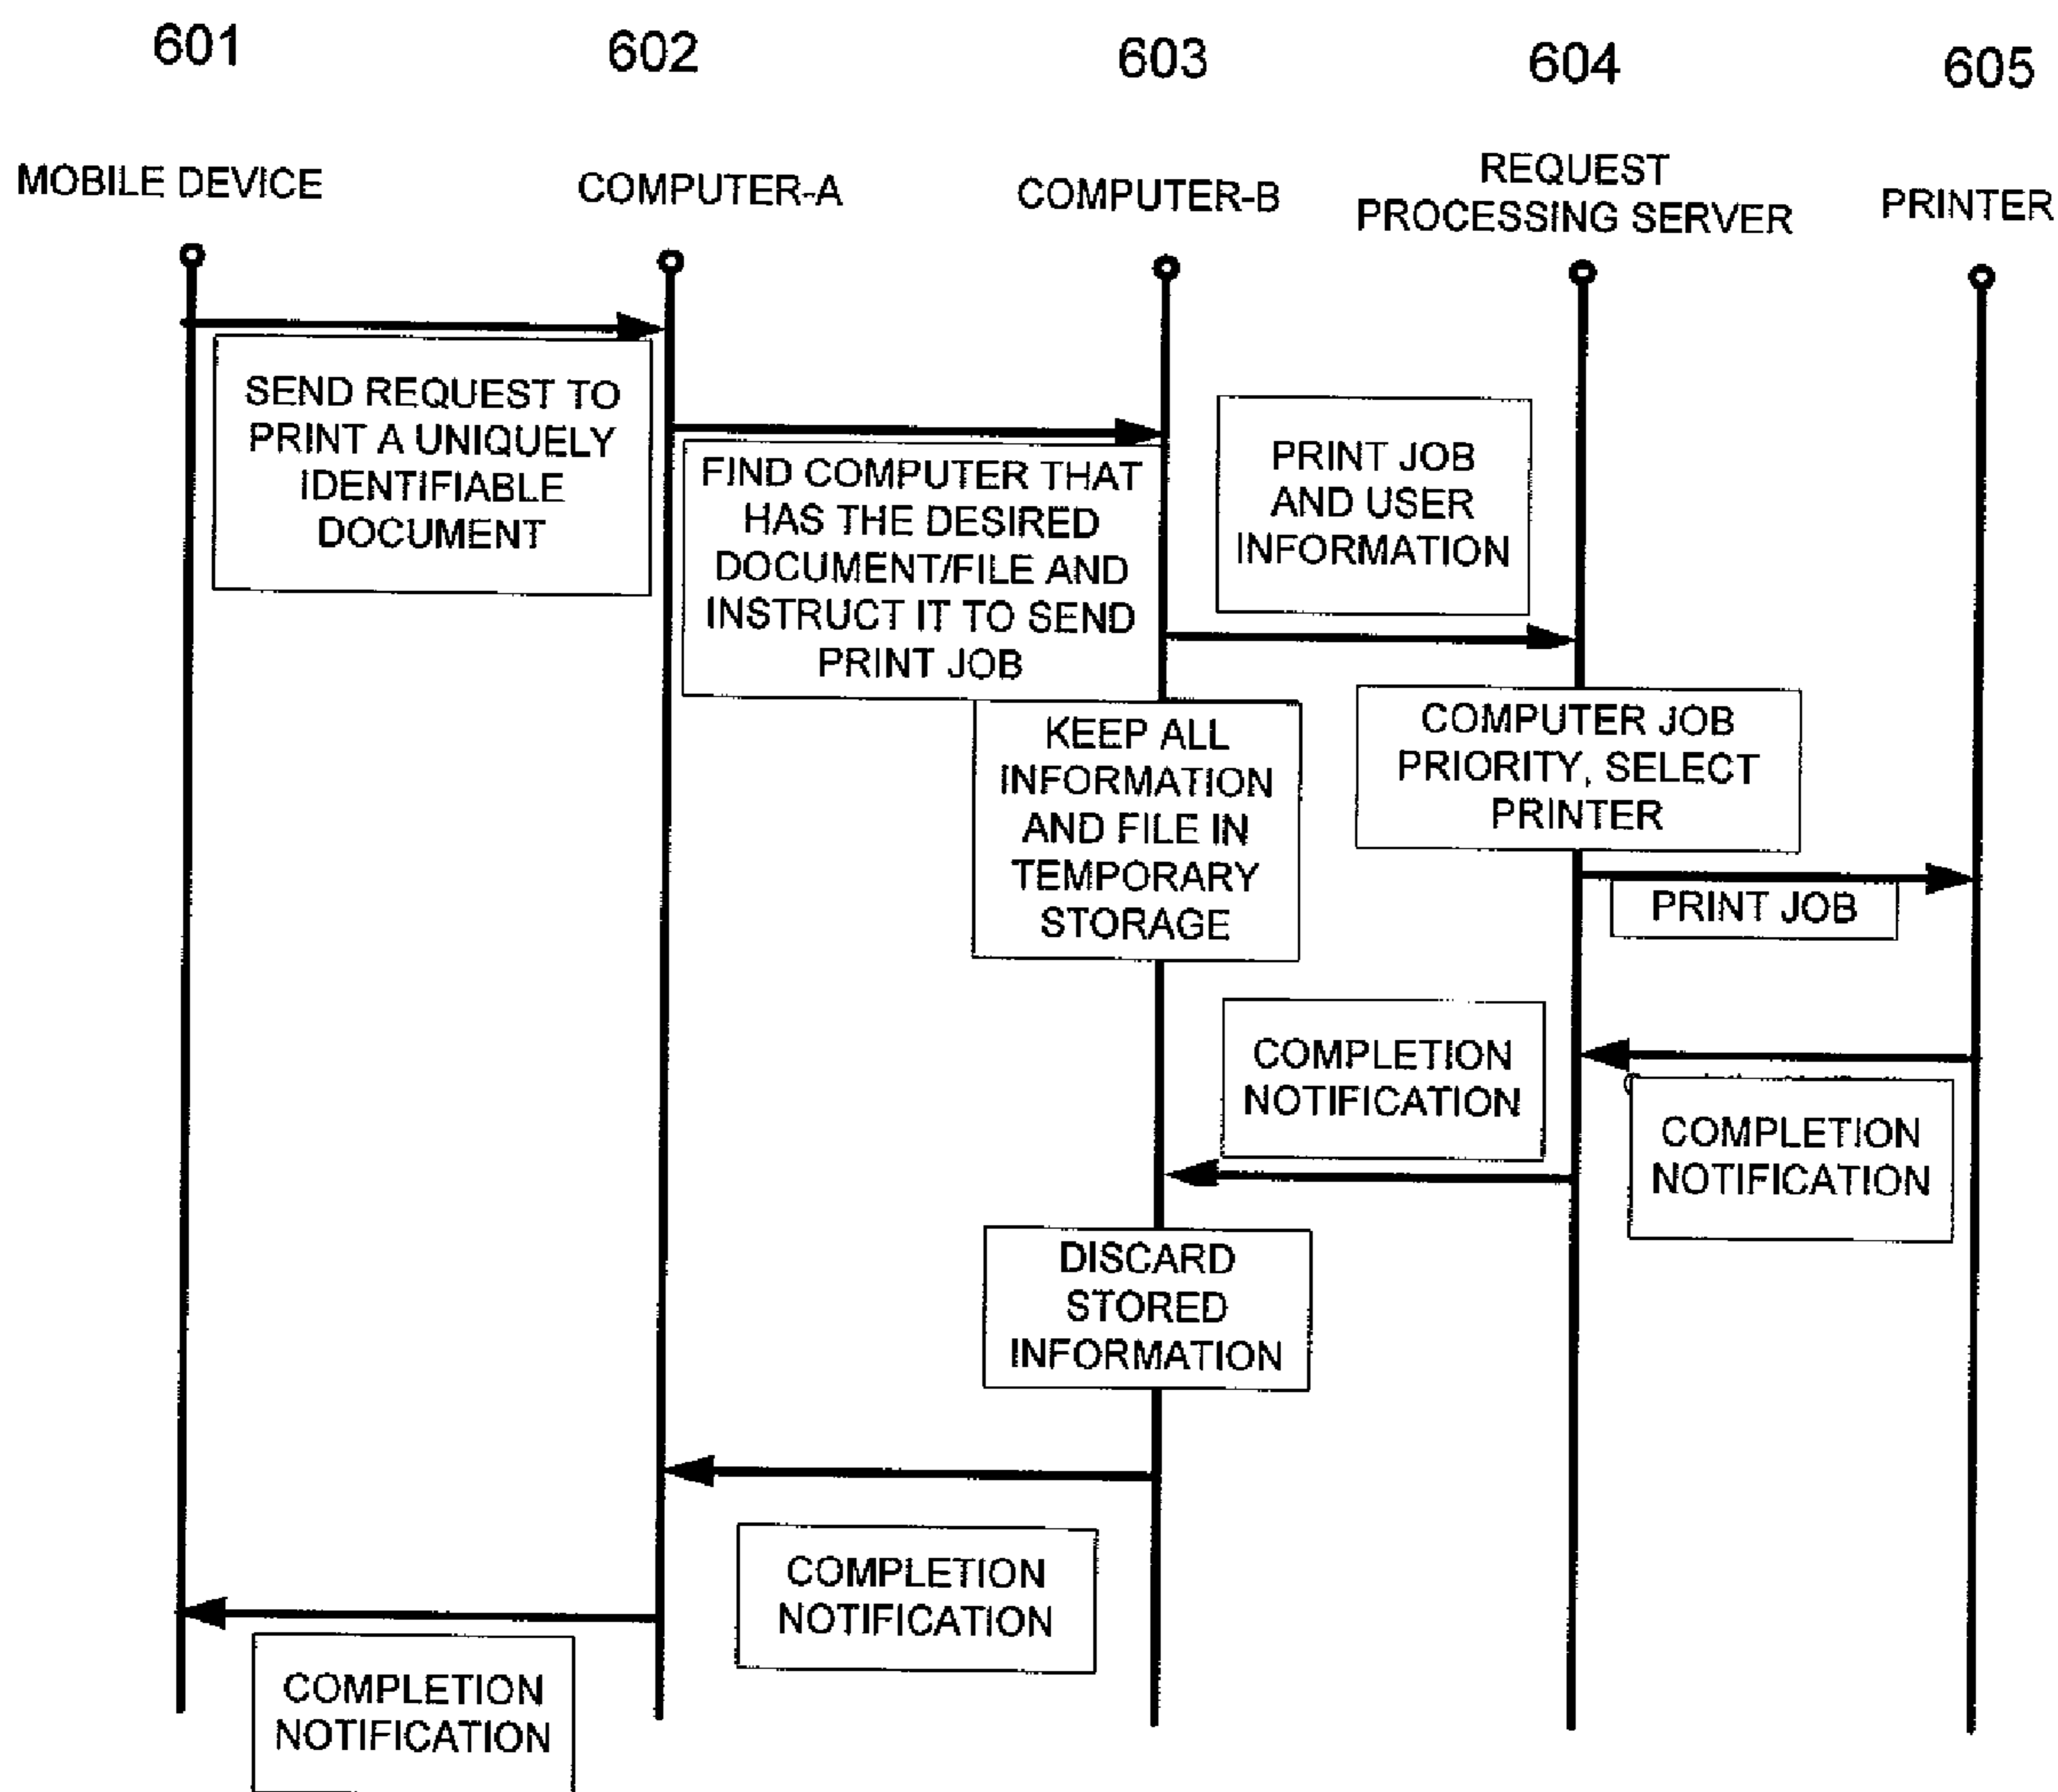 601
602
603
604
605
MOBILE DEVICE
COMPUTER-A
COMPUTER-B
REQUEST
PROCESSING SERVER
PRINTER
SEND REQUEST TO
PRINT A UNIQUELY
IDENTIFIABLE
DOCUMENT
FIND COMPUTER THAT
HAS THE DESIRED
DOCUMENT/FILE AND
INSTRUCT IT TO SEND
PRINT JOB
PRINT JOB
AND USER
INFORMATION
KEEP ALL
INFORMATION
AND FILE IN
TEMPORARY
STORAGE
COMPUTER JOB
PRIORITY, SELECT
PRINTER
PRINT JOB
COMPLETION
NOTIFICATION
COMPLETION
NOTIFICATION
DISCARD
STORED
INFORMATION
COMPLETION
NOTIFICATION
COMPLETION
NOTIFICATION